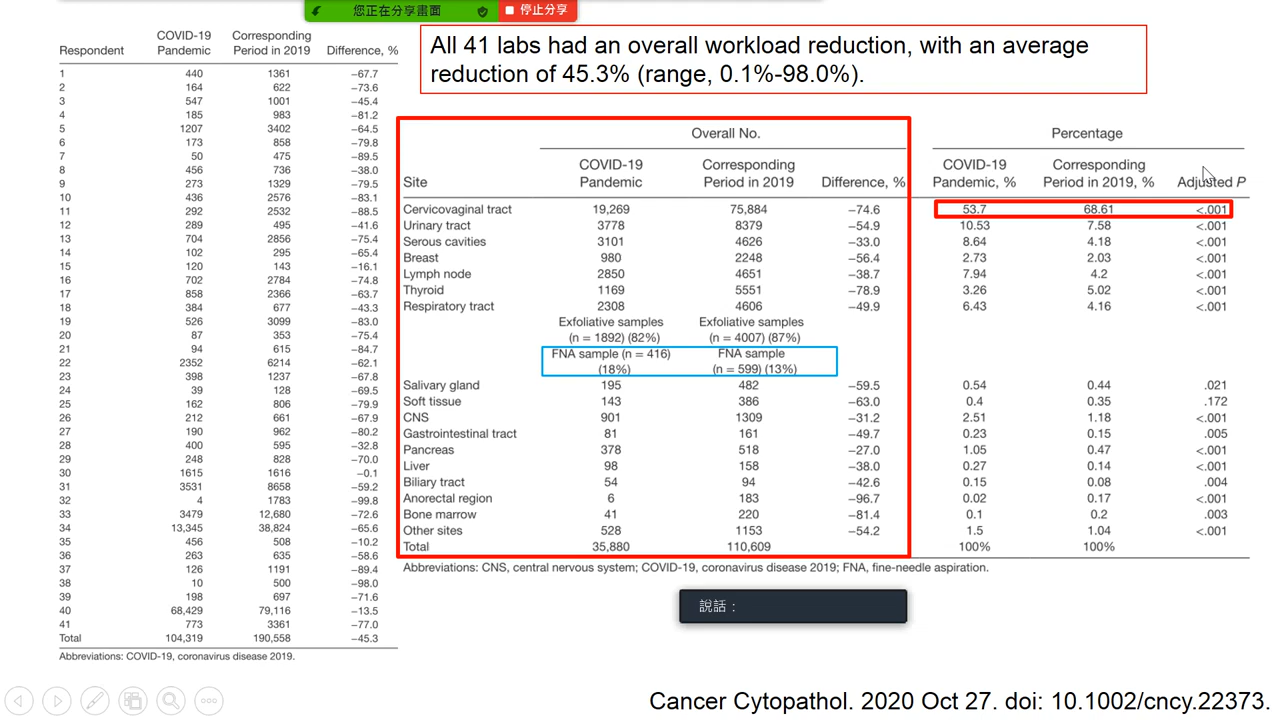 您正在分享畫面
停止分享
All 41 labs had an overall workload reduction, with an average
reduction of 45.3% (range, 0.1%-98.0%).
COVID-19 Corresponding
Respondent Pandemic Period in 2019 Difference, %
1 440 1361 −67.7
2 164 622 −73.6
3 547 1001 −45.4
4 185 983 −81.2
5 1207 3402 −64.5
6 173 858 −79.8
7 50 475 −89.5
8 456 736 −38.0
9 273 1329 −79.5
10 436 2576 −83.1
11 292 2532 −88.5
12 289 495 −41.6
13 704 2856 −75.4
14 102 295 −65.4
15 120 143 −16.1
16 702 2784 −74.8
17 858 2366 −63.7
18 384 677 −43.3
19 526 3099 −83.0
20 87 353 −75.4
21 94 615 −84.7
22 2352 6214 −62.1
23 398 1237 −67.8
24 39 128 −69.5
25 162 806 −79.9
26 212 661 −67.9
27 190 962 −80.2
28 400 595 −32.8
29 248 828 −70.0
30 1615 1616 −0.1
31 3531 8658 −59.2
32 4 1783 −99.8
33 3479 12,680 −72.6
34 13,345 38,824 −65.6
35 456 508 −10.2
36 263 635 −58.6
37 126 1191 −89.4
38 10 500 −98.0
39 198 697 −71.6
40 68,429 79,116 −13.5
41 773 3361 −77.0
Total 104,319 190,558 −45.3
Abbreviations: COVID-19, coronavirus disease 2019.
Overall No. Percentage
COVID-19 Corresponding COVID-19 Corresponding
Site Pandemic Period in 2019 Difference, % Pandemic, % Period in 2019, % Adjusted P
Cervicovaginal tract 19,269 75,884 −74.6 53.7 68.61 <.001
Urinary tract 3778 8379 −54.9 10.53 7.58 <.001
Serous cavities 3101 4626 −33.0 8.64 4.18 <.001
Breast 980 2248 −56.4 2.73 2.03 <.001
Lymph node 2850 4651 −38.7 7.94 4.2 <.001
Thyroid 1169 5551 −78.9 3.26 5.02 <.001
Respiratory tract 2308 4606 −49.9 6.43 4.16 <.001
Exfoliative samples Exfoliative samples
(n = 1892) (82%) (n = 4007) (87%)
FNA sample (n = 416) FNA sample
(18%) (n = 599) (13%)
Salivary gland 195 482 −59.5 0.54 0.44 .021
Soft tissue 143 386 −63.0 0.4 0.35 .172
CNS 901 1309 −31.2 2.51 1.18 <.001
Gastrointestinal tract 81 161 −49.7 0.23 0.15 .005
Pancreas 378 518 −27.0 1.05 0.47 <.001
Liver 98 158 −38.0 0.27 0.14 <.001
Biliary tract 54 94 −42.6 0.15 0.08 .004
Anorectal region 6 183 −96.7 0.02 0.17 <.001
Bone marrow 41 220 −81.4 0.1 0.2 .003
Other sites 528 1153 −54.2 1.5 1.04 <.001
Total 35,880 110,609 100% 100%
Abbreviations: CNS, central nervous system; COVID-19, coronavirus disease 2019; FNA, fine-needle aspiration.
說話：
Cancer Cytopathol. 2020 Oct 27. doi: 10.1002/cncy.22373.